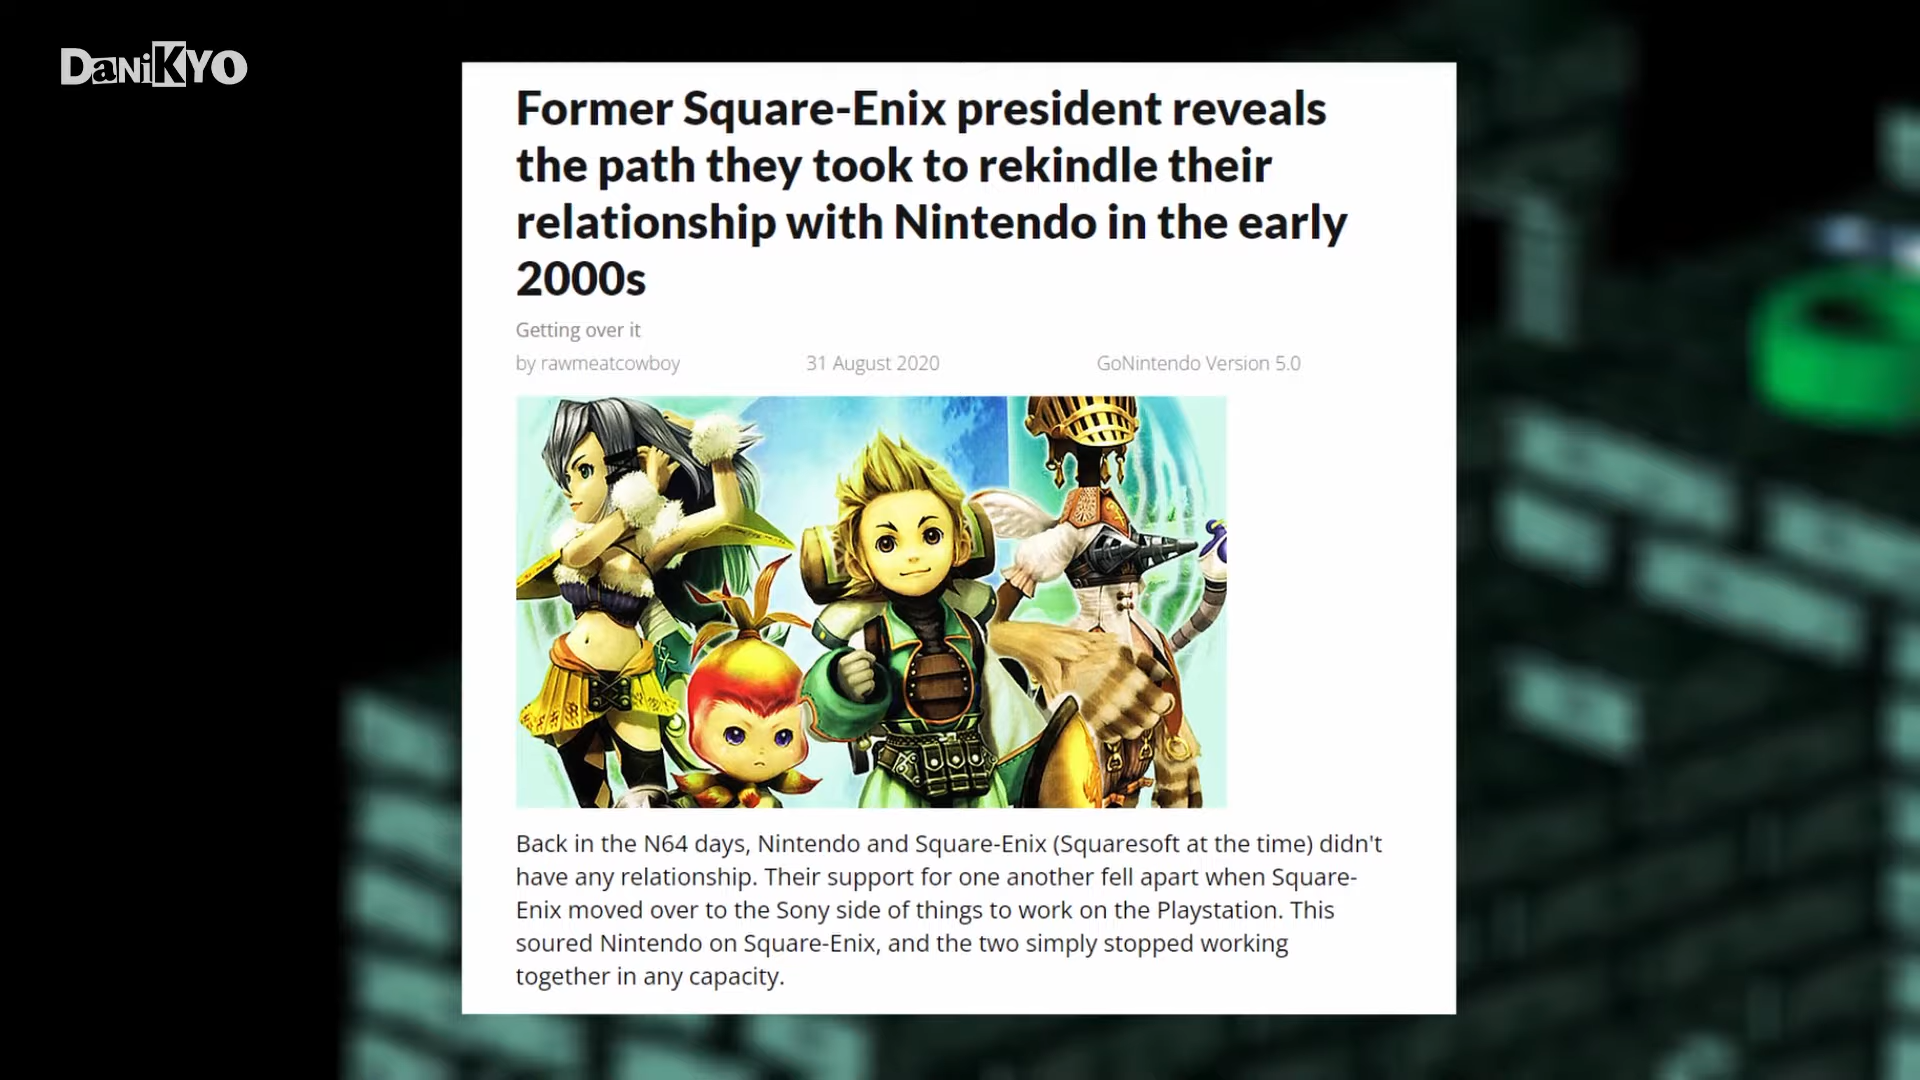 DaNiKYO
Former Square-Enix president reveals
the path they took to rekindle their
relationship with Nintendo in the early
2000s
Getting over it
by rawmeatcowboy 31 August 2020 GoNintendo Version 5.0
Back in the N64 days, Nintendo and Square-Enix (Squaresoft at the time) didn't
have any relationship. Their support for one another fell apart when Square-
Enix moved over to the Sony side of things to work on the Playstation. This
soured Nintendo on Square-Enix, and the two simply stopped working
together in any capacity.